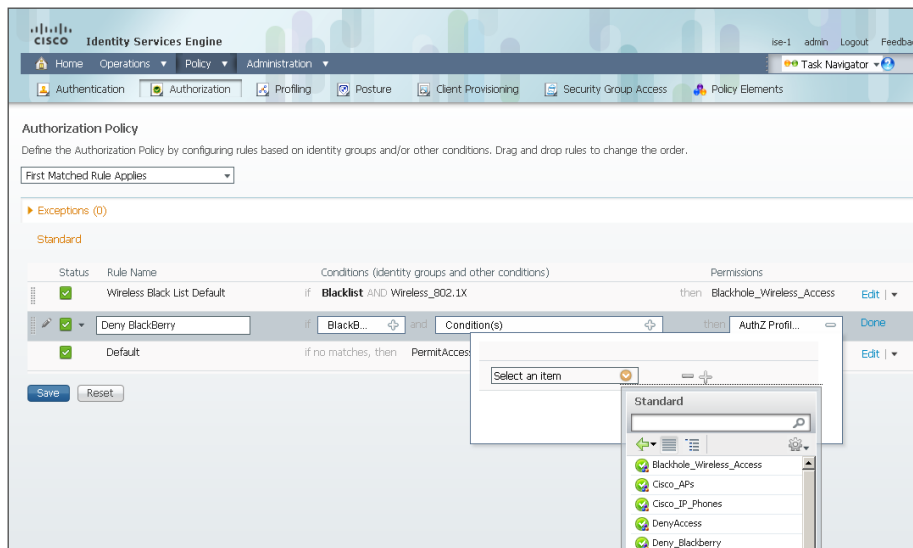 CISCO Identity Services Engine
ise-1 admin Logout Feedba
Home Operations Policy Administration
Task Navigator
Authentication Authorization Profiling Posture Client Provisioning Security Group Access Policy Elements
Authorization Policy
Define the Authorization Policy by configuring rules based on identity groups and/or other conditions. Drag and drop rules to change the order.
First Matched Rule Applies
Exceptions (0)
Standard
Status Rule Name Conditions (identity groups and other conditions) Permissions
Wireless Black List Default if Blacklist AND Wireless_802.1X then Blackhole_Wireless_Access Edit |
Deny BlackBerry if BlackB... and Condition(s) then AuthZ Profil... Done
Default if no matches, then PermitAccess Edit |
Select an item
Save Reset
Standard
Blackhole_Wireless_Access
Cisco_APs
Cisco_IP_Phones
DenyAccess
Deny_Blackberry